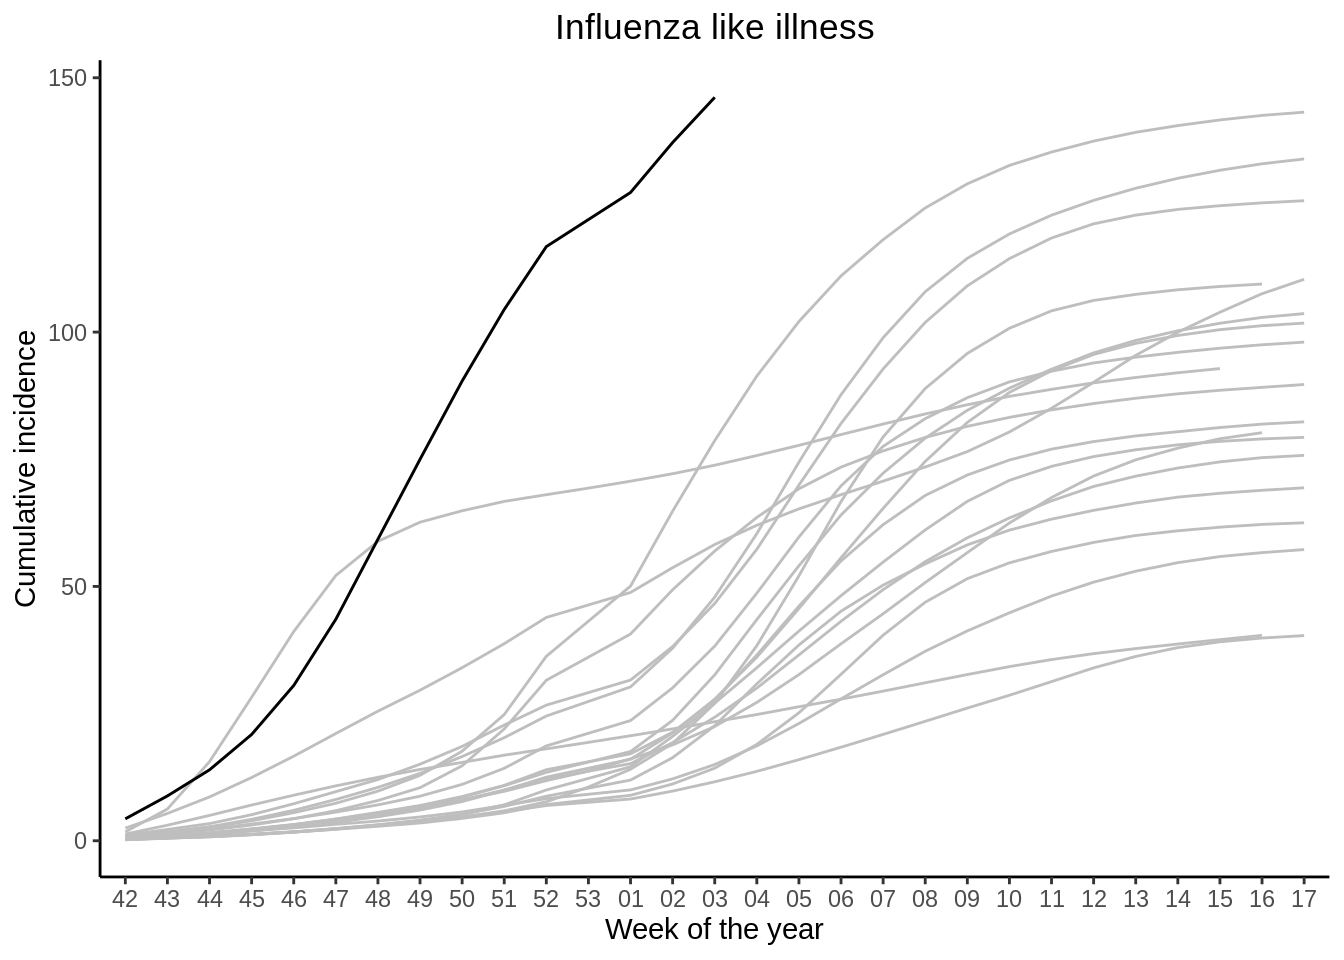 Influenza like illness
Cumulative incidence
150
100
50
0
42 43 44 45 46 47 48 49 50 51 52 53 01 02 03 04 05 06 07 08 09 10 11 12 13 14 15 16 17
Week of the year